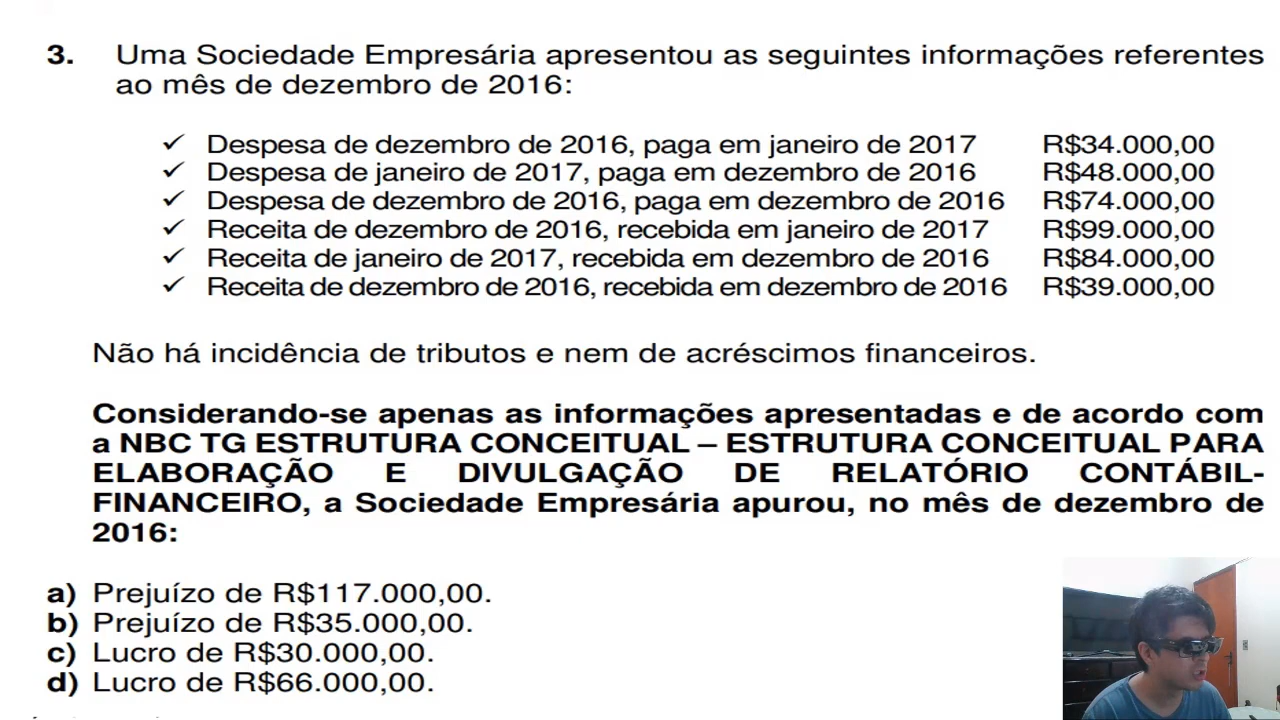 3. Uma Sociedade Empresária apresentou as seguintes informações referentes
ao mês de dezembro de 2016:
✓ Despesa de dezembro de 2016, paga em janeiro de 2017 R$34.000,00
✓ Despesa de janeiro de 2017, paga em dezembro de 2016 R$48.000,00
✓ Despesa de dezembro de 2016, paga em dezembro de 2016 R$74.000,00
✓ Receita de dezembro de 2016, recebida em janeiro de 2017 R$99.000,00
✓ Receita de janeiro de 2017, recebida em dezembro de 2016 R$84.000,00
✓ Receita de dezembro de 2016, recebida em dezembro de 2016 R$39.000,00
Não há incidência de tributos e nem de acréscimos financeiros.
Considerando-se apenas as informações apresentadas e de acordo com
a NBC TG ESTRUTURA CONCEITUAL – ESTRUTURA CONCEITUAL PARA
ELABORAÇÃO E DIVULGAÇÃO DE RELATÓRIO CONTÁBIL-
FINANCEIRO, a Sociedade Empresária apurou, no mês de dezembro de
2016:
a) Prejuízo de R$117.000,00.
b) Prejuízo de R$35.000,00.
c) Lucro de R$30.000,00.
d) Lucro de R$66.000,00.